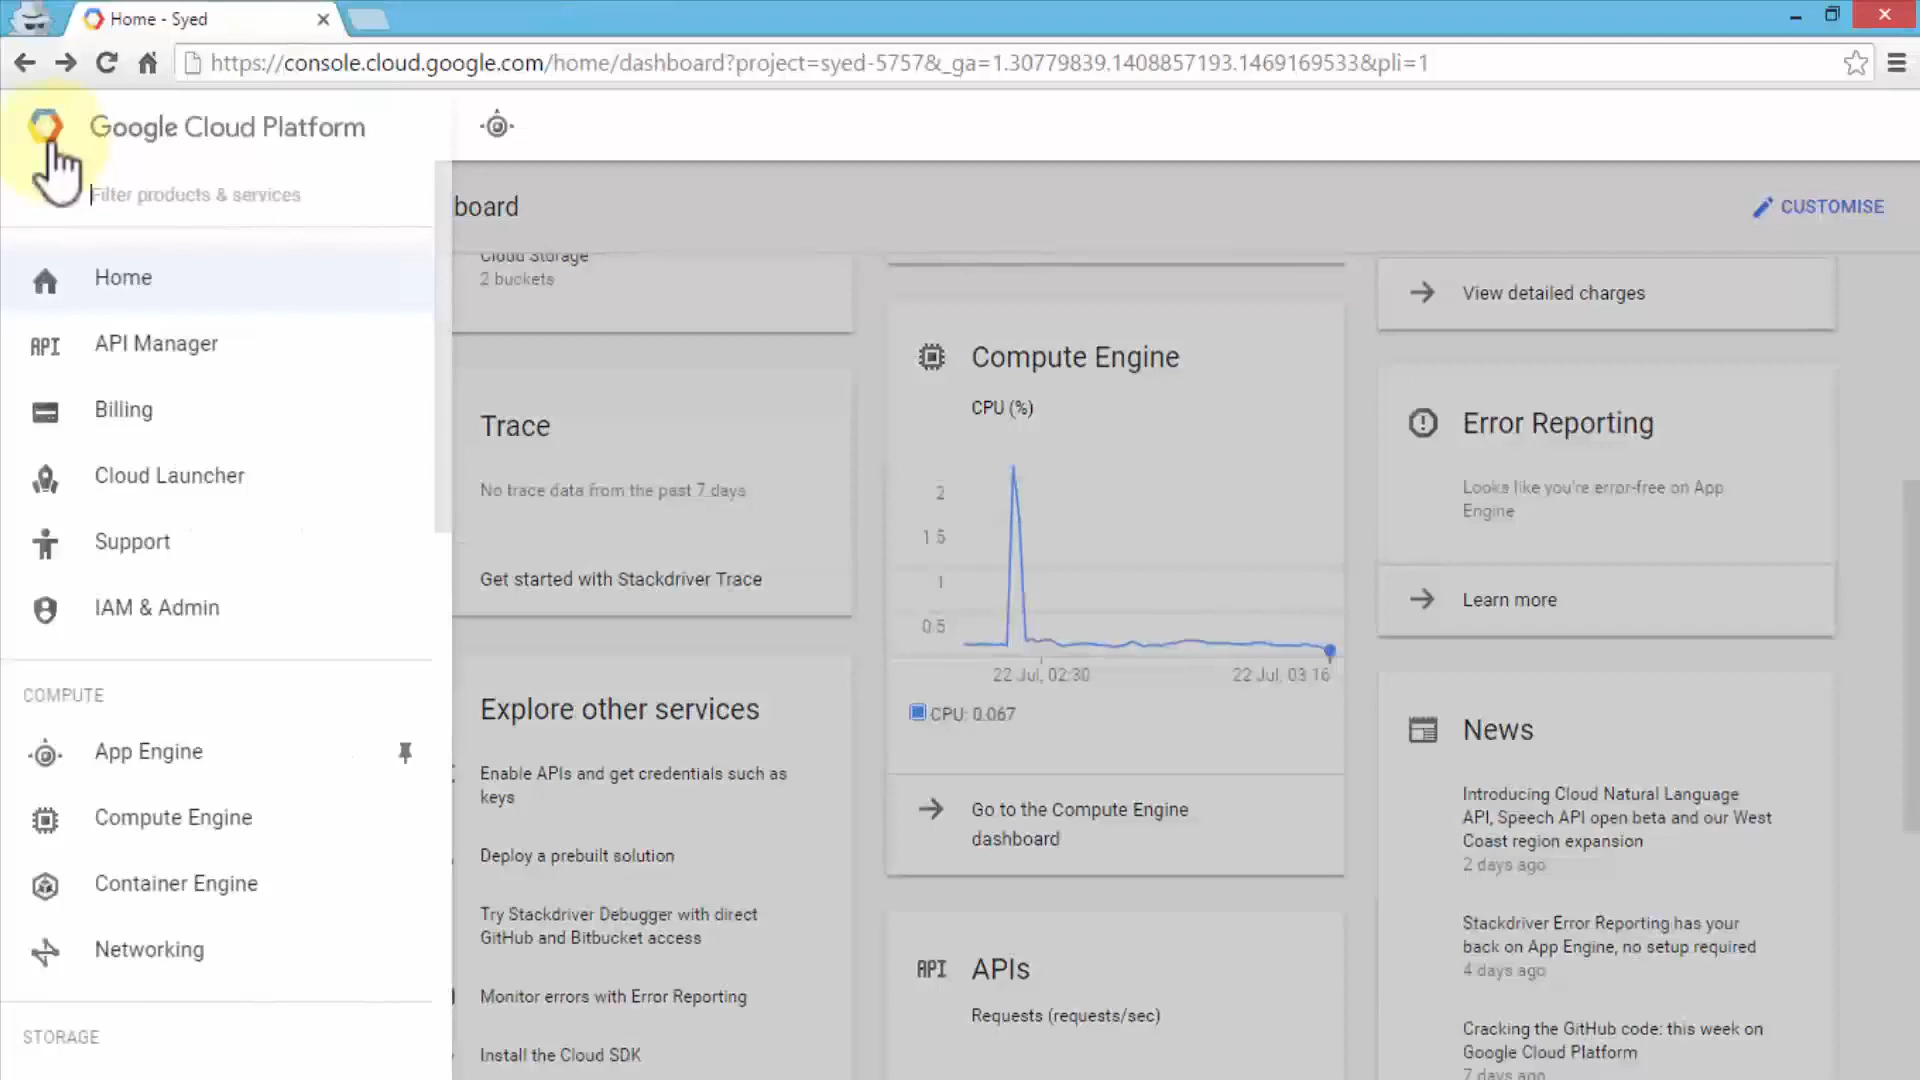 Home - Syed
https://console.cloud.google.com/home/dashboard?project=syed-5757&_ga=1.30779839.1408857193.1469169533&pli=1
Google Cloud Platform
Filter products & services
Home
API
API Manager
Billing
Cloud Launcher
Support
IAM & Admin
COMPUTE
App Engine
Compute Engine
Container Engine
Networking
STORAGE
board
CUSTOMISE
Cloud Storage
2 buckets
Trace
No trace data from the past 7 days
Get started with Stackdriver Trace
Explore other services
Enable APIs and get credentials such as
keys
Deploy a prebuilt solution
Try Stackdriver Debugger with direct
GitHub and Bitbucket access
Monitor errors with Error Reporting
Install the Cloud SDK
Compute Engine
CPU (%)
2
1.5
1
0.5
22 Jul, 02:30
22 Jul, 03:16
CPU: 0.067
Go to the Compute Engine
dashboard
API
APIs
Requests (requests/sec)
View detailed charges
Error Reporting
Looks like you're error-free on App
Engine
Learn more
News
Introducing Cloud Natural Language
API, Speech API open beta and our West
Coast region expansion
2 days ago
Stackdriver Error Reporting has your
back on App Engine, no setup required
4 days ago
Cracking the GitHub code: this week on
Google Cloud Platform
7 days ago